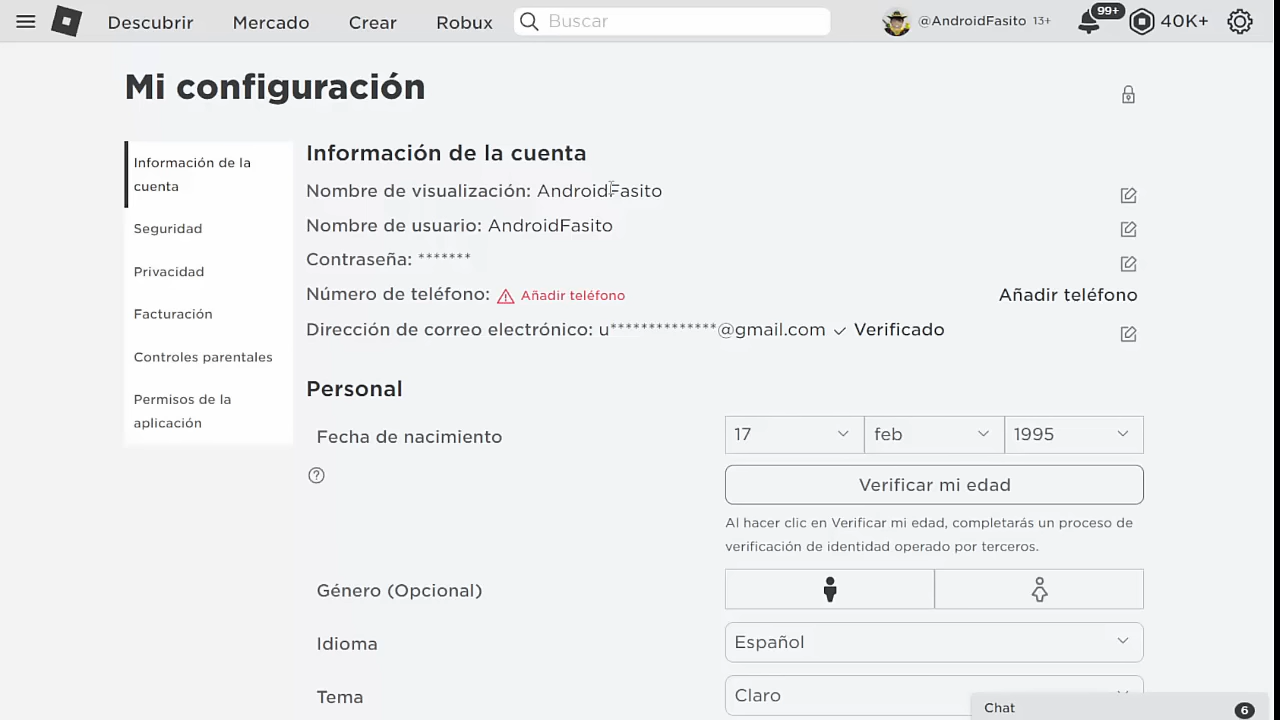 Descubrir Mercado Crear Robux Buscar @AndroidFasito 13+ 99+ 40K+
Mi configuración
Información de la
cuenta
Seguridad
Privacidad
Facturación
Controles parentales
Permisos de la
aplicación
Información de la cuenta
Nombre de visualización: AndroidFasito
Nombre de usuario: AndroidFasito
Contraseña: *******
Número de teléfono: Añadir teléfono Añadir teléfono
Dirección de correo electrónico: u**************@gmail.com Verificado
Personal
Fecha de nacimiento 17 feb 1995
Verificar mi edad
Al hacer clic en Verificar mi edad, completarás un proceso de
verificación de identidad operado por terceros.
Género (Opcional)
Idioma Español
Tema Claro
Chat 6